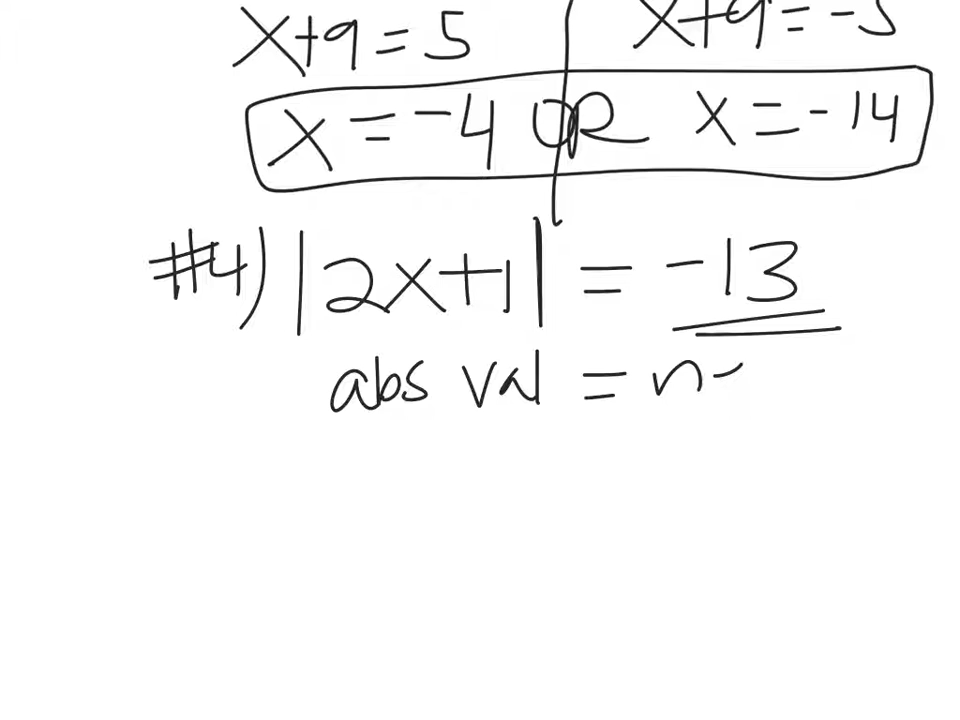 x+9=5 x+9=-5
x=-4 OR x=-14
#4) |2x+1| = -13
abs val =